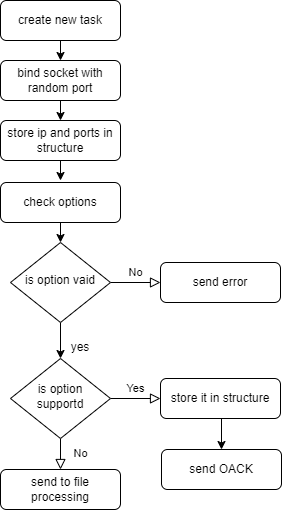 create new task
bind socket with
random port
store ip and ports in
structure
check options
is option vaid
No
send error
yes
is option
supportd
Yes
store it in structure
No
send OACK
send to file
processing